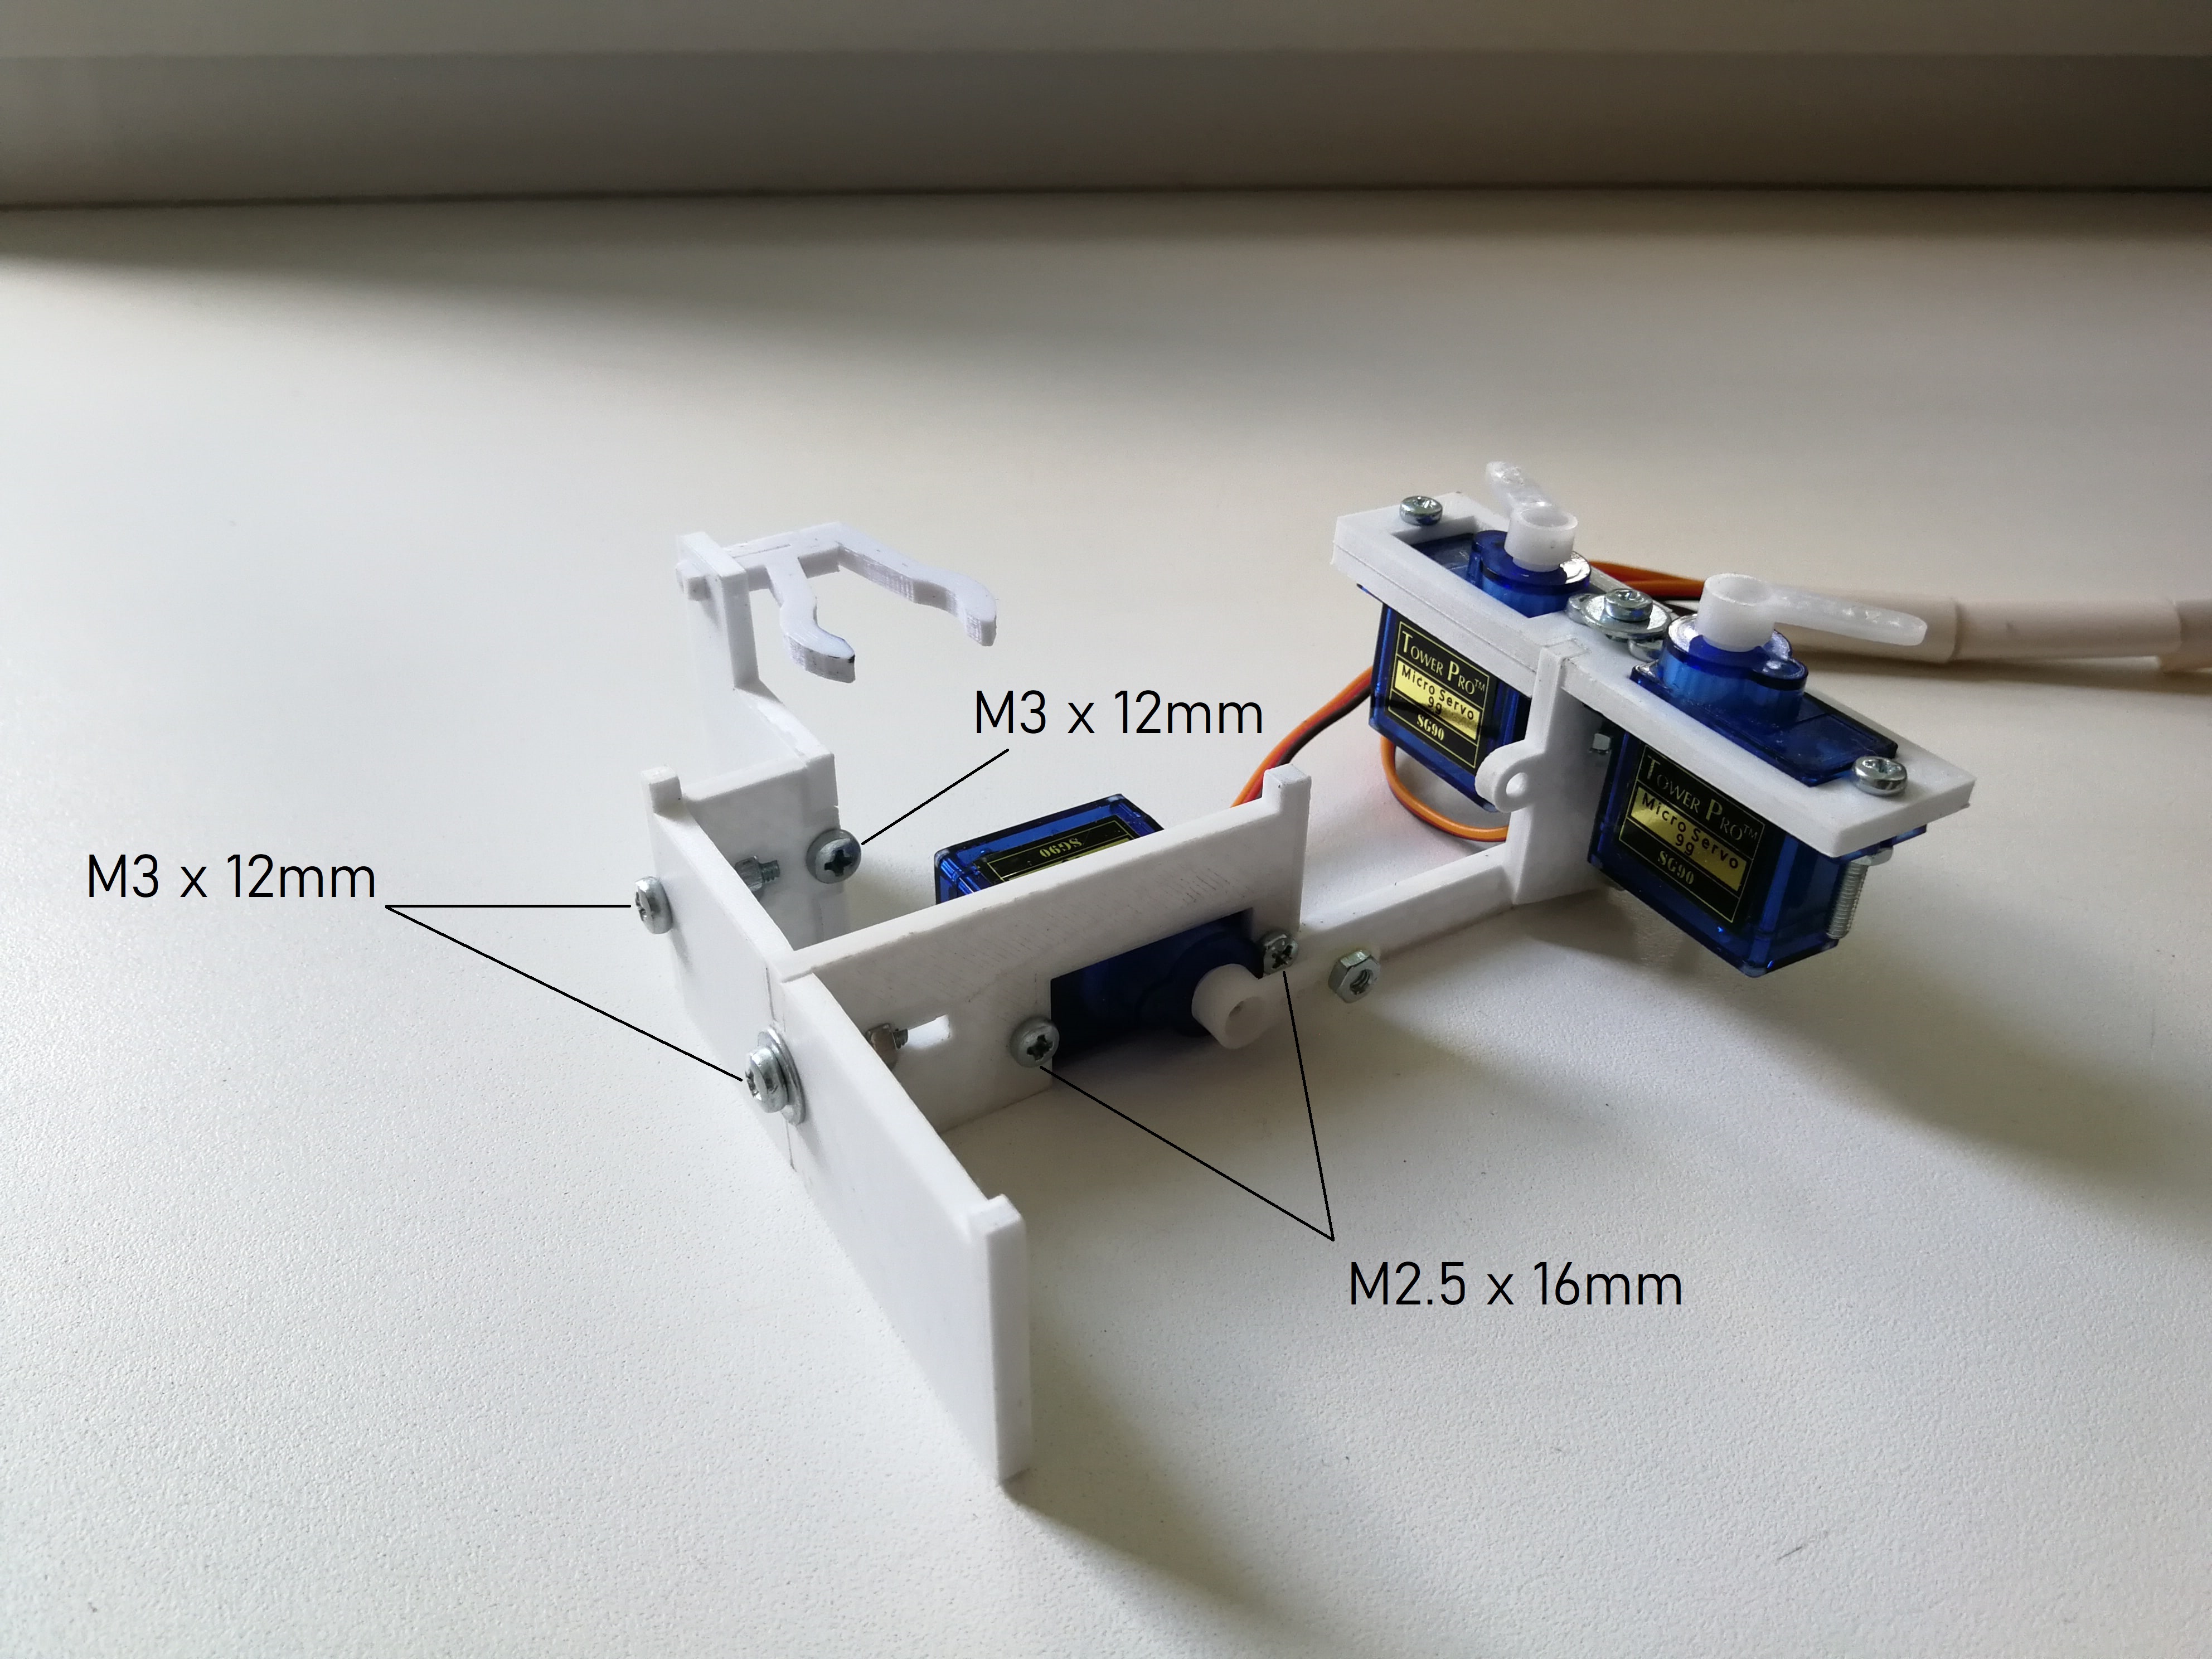 TOWER PRO™
Micro Servo
9g
SG90
M3 x 12mm
TOWER PRO™
Micro Servo
9g
SG90
SG90
M3 x 12mm
M2.5 x 16mm